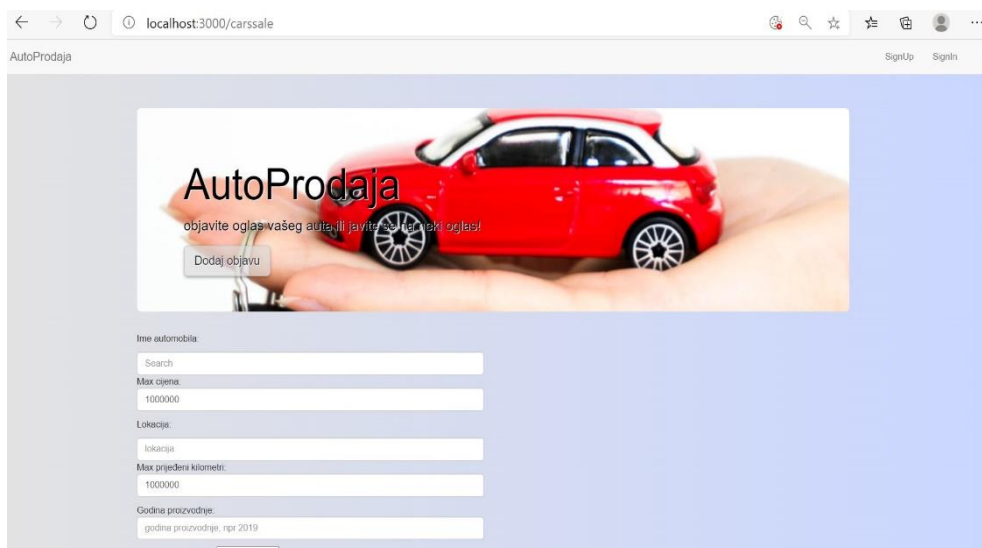 localhost:3000/carssale
AutoProdaja
SignUp SignIn
AutoProdaja
objavite oglas vašeg auta ili javite se na neki oglas!
Dodaj objavu
Ime automobila:
Search
Max cijena:
1000000
Lokacija:
lokacija
Max prijeđeni kilometri:
1000000
Godina proizvodnje:
godina proizvodnje, npr 2019